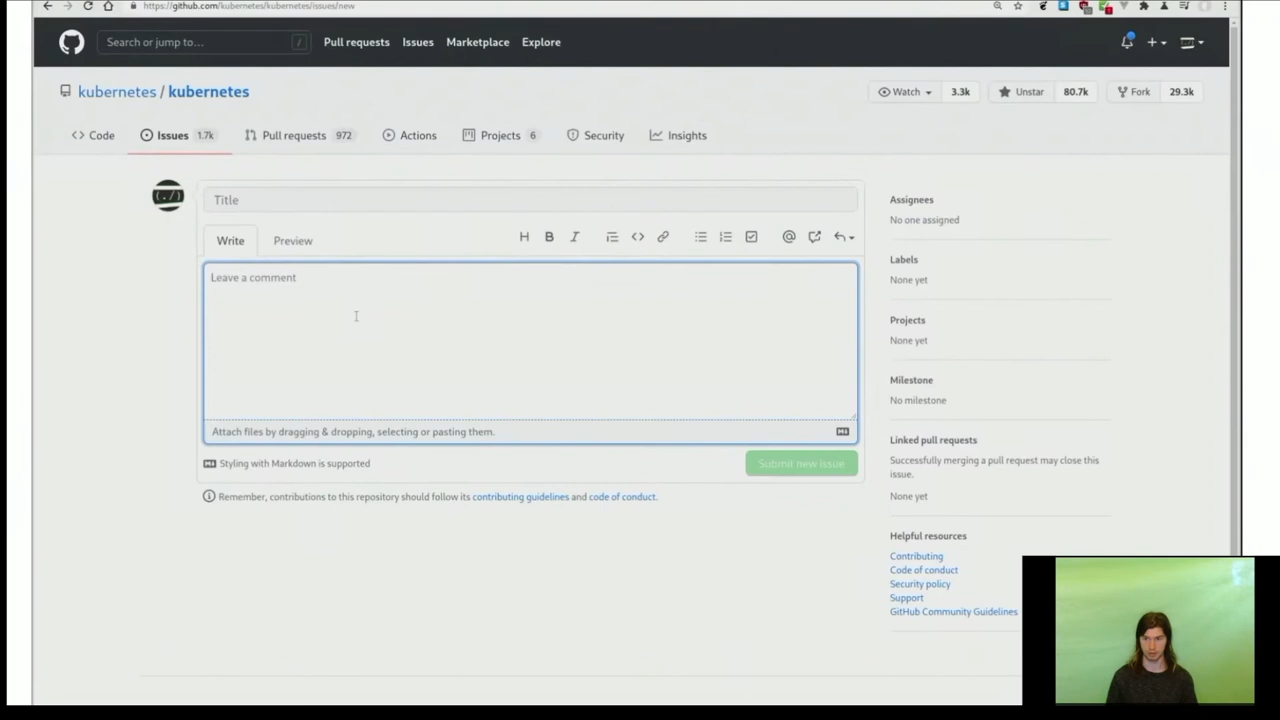 https://github.com/kubernetes/kubernetes/issues/new
Search or jump to…
/
Pull requests
Issues
Marketplace
Explore
kubernetes / kubernetes
Watch
3.3k
Unstar
80.7k
Fork
29.3k
Code
Issues 1.7k
Pull requests 972
Actions
Projects 6
Security
Insights
(./)
Title
Write
Preview
Leave a comment
Attach files by dragging & dropping, selecting or pasting them.
Styling with Markdown is supported
Submit new issue
Remember, contributions to this repository should follow its contributing guidelines and code of conduct.
Assignees
No one assigned
Labels
None yet
Projects
None yet
Milestone
No milestone
Linked pull requests
Successfully merging a pull request may close this
issue.
None yet
Helpful resources
Contributing
Code of conduct
Security policy
Support
GitHub Community Guidelines